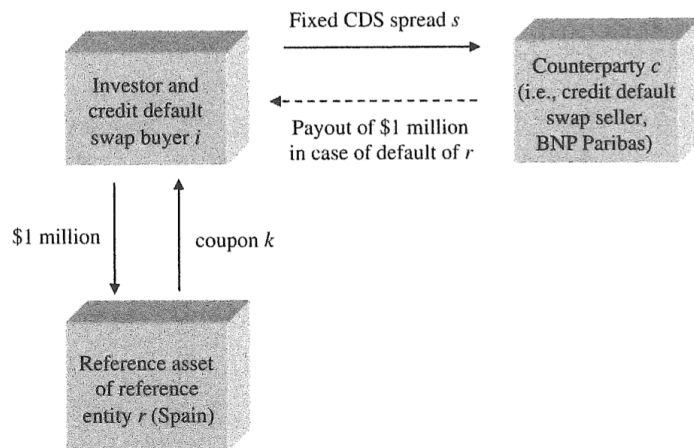 Fixed CDS spread s
Investor and
credit default
swap buyer i
Counterparty c
(i.e., credit default
swap seller,
BNP Paribas)
Payout of $1 million
in case of default of r
$1 million
coupon k
Reference asset
of reference
entity r (Spain)